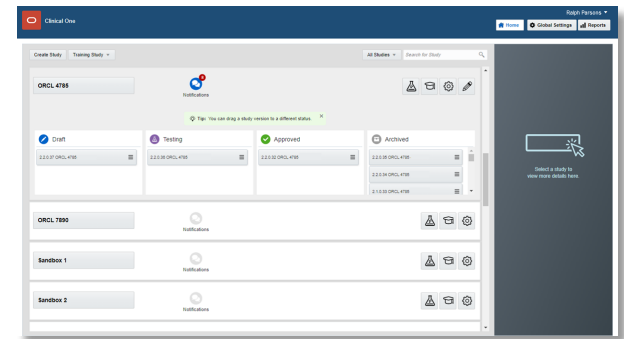 Ralph Parsons
Clinical One
Home Global Settings Reports
Create Study Training Study All Studies Search for Study
ORCL 4785
Notifications
Tip: You can drag a study version to a different status.
Draft Testing Approved Archived
2.2.0.37 ORCL 4785 2.2.0.36 ORCL 4785 2.2.0.32 ORCL 4785 2.2.0.35 ORCL 4785
2.2.0.34 ORCL 4785
2.1.0.33 ORCL 4785
Select a study to
view more details here.
ORCL 7890
Notifications
Sandbox 1
Notifications
Sandbox 2
Notifications